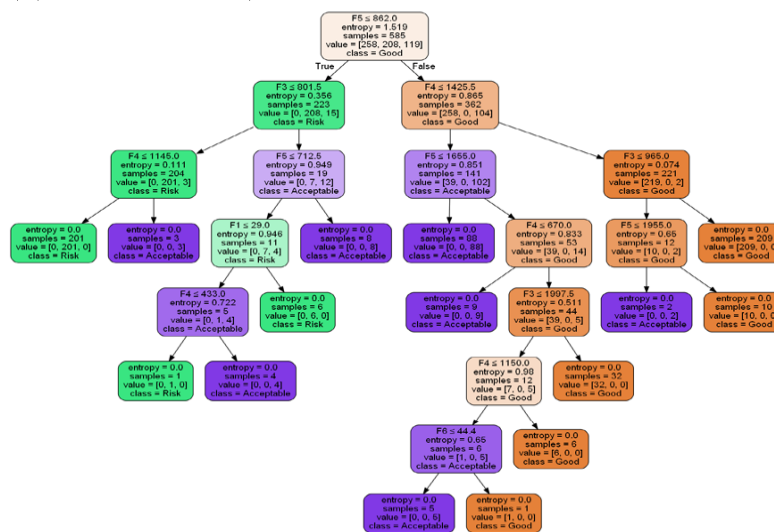 F5 ≤ 862.0
entropy = 1.519
samples = 585
value = [258, 208, 119]
class = Good
True
False
F3 ≤ 801.5
entropy = 0.356
samples = 223
value = [0, 208, 15]
class = Risk
F4 ≤ 1425.5
entropy = 0.865
samples = 362
value = [258, 0, 104]
class = Good
F4 ≤ 1145.0
entropy = 0.111
samples = 204
value = [0, 201, 3]
class = Risk
F5 ≤ 712.5
entropy = 0.949
samples = 19
value = [0, 7, 12]
class = Acceptable
F5 ≤ 1655.0
entropy = 0.851
samples = 141
value = [39, 0, 102]
class = Acceptable
F3 ≤ 965.0
entropy = 0.074
samples = 221
value = [219, 0, 2]
class = Good
entropy = 0.0
samples = 201
value = [0, 201, 0]
class = Risk
entropy = 0.0
samples = 3
value = [0, 0, 3]
class = Acceptable
F1 ≤ 29.0
entropy = 0.946
samples = 11
value = [0, 7, 4]
class = Risk
entropy = 0.0
samples = 8
value = [0, 0, 8]
class = Acceptable
entropy = 0.0
samples = 88
value = [0, 0, 88]
class = Acceptable
F4 ≤ 670.0
entropy = 0.833
samples = 53
value = [39, 0, 14]
class = Good
F5 ≤ 1955.0
entropy = 0.65
samples = 12
value = [10, 0, 2]
class = Good
entropy = 0.0
samples = 209
value = [209, 0, 0
class = Good
F4 ≤ 433.0
entropy = 0.722
samples = 5
value = [0, 1, 4]
class = Acceptable
entropy = 0.0
samples = 6
value = [0, 6, 0]
class = Risk
entropy = 0.0
samples = 9
value = [0, 0, 9]
class = Acceptable
F3 ≤ 1997.5
entropy = 0.511
samples = 44
value = [39, 0, 5]
class = Good
entropy = 0.0
samples = 2
value = [0, 0, 2]
class = Acceptable
entropy = 0.0
samples = 10
value = [10, 0, 0
class = Good
entropy = 0.0
samples = 1
value = [0, 1, 0]
class = Risk
entropy = 0.0
samples = 4
value = [0, 0, 4]
class = Acceptable
F4 ≤ 1150.0
entropy = 0.98
samples = 12
value = [7, 0, 5]
class = Good
entropy = 0.0
samples = 32
value = [32, 0, 0]
class = Good
F6 ≤ 44.4
entropy = 0.65
samples = 6
value = [1, 0, 5]
class = Acceptable
entropy = 0.0
samples = 6
value = [6, 0, 0]
class = Good
entropy = 0.0
samples = 5
value = [0, 0, 5]
class = Acceptable
entropy = 0.0
samples = 1
value = [1, 0, 0]
class = Good